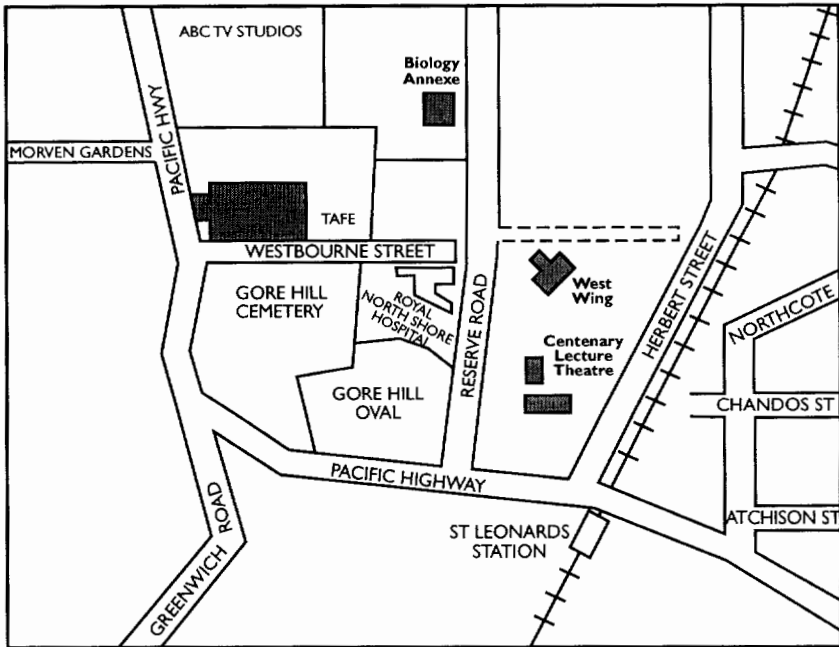 ABC TV STUDIOS
Biology
Annexe
PACIFIC HWY
MORVEN GARDENS
TAFE
WESTBOURNE STREET
GORE HILL
CEMETERY
ROYAL
NORTH SHORE
HOSPITAL
RESERVE ROAD
West
Wing
HERBERT STREET
NORTHCOTE
Centenary
Lecture
Theatre
GORE HILL
OVAL
CHANDOS ST
PACIFIC HIGHWAY
ATCHISON ST
ST LEONARDS
STATION
GREENWICH ROAD